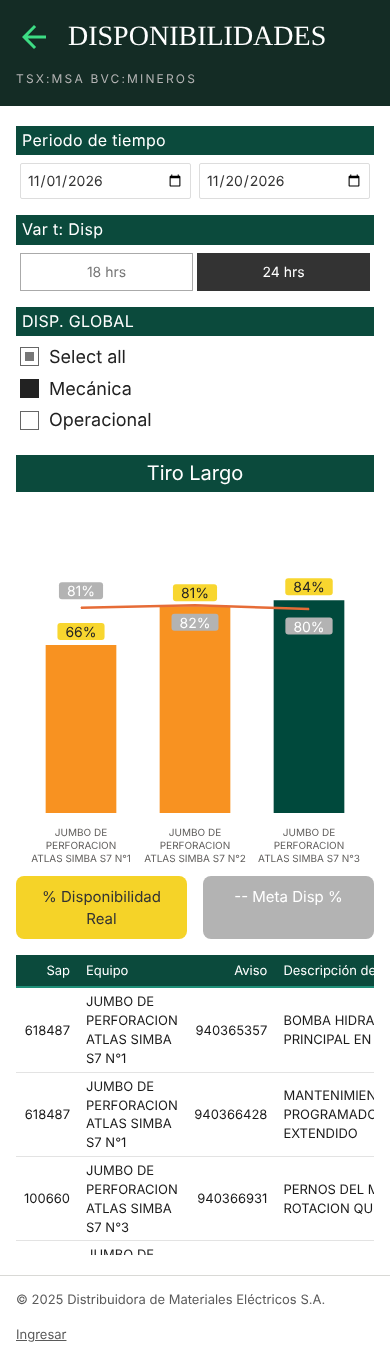 DISPONIBILIDADES
TSX:MSA BVC:MINEROS
Periodo de tiempo
11/01/2026 11/20/2026
Var t: Disp
18 hrs 24 hrs
DISP. GLOBAL
Select all
Mecánica
Operacional
Tiro Largo
81% 81% 84%
66% 82% 80%
JUMBO DE PERFORACION ATLAS SIMBA S7 N°1
JUMBO DE PERFORACION ATLAS SIMBA S7 N°2
JUMBO DE PERFORACION ATLAS SIMBA S7 N°3
% Disponibilidad Real
-- Meta Disp %
Sap Equipo Aviso Descripción de
618487 JUMBO DE PERFORACION ATLAS SIMBA S7 N°1 940365357 BOMBA HIDRA PRINCIPAL EN
618487 JUMBO DE PERFORACION ATLAS SIMBA S7 N°1 940366428 MANTENIMIEN PROGRAMADO EXTENDIDO
100660 JUMBO DE PERFORACION ATLAS SIMBA S7 N°3 940366931 PERNOS DEL M ROTACION QU
JUMBO DE
© 2025 Distribuidora de Materiales Eléctricos S.A.
Ingresar